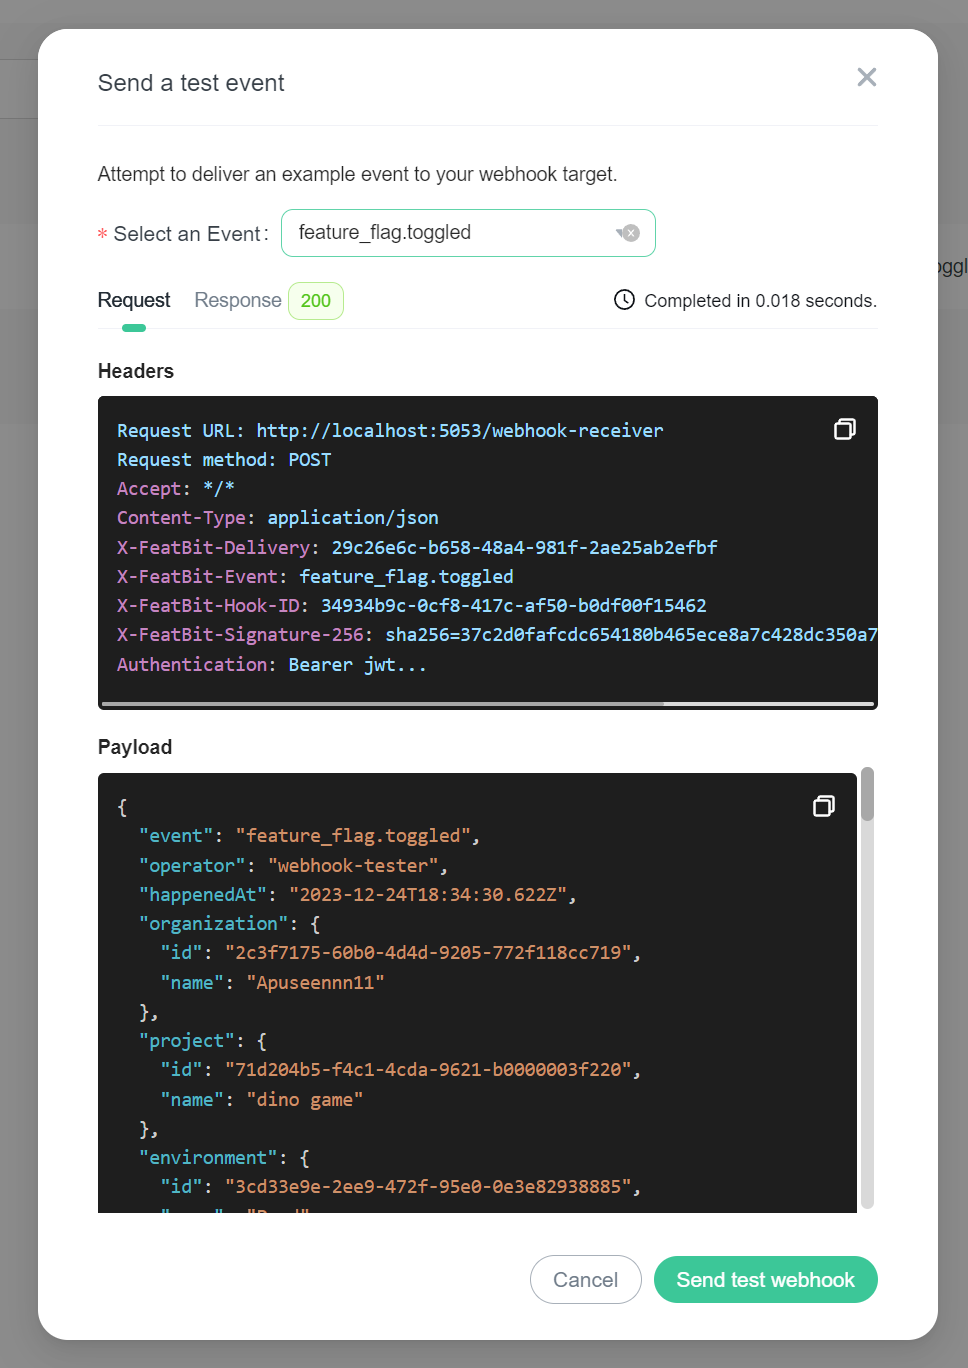 Send a test event
Attempt to deliver an example event to your webhook target.
* Select an Event: feature_flag.toggled
Request Response 200 Completed in 0.018 seconds.
Headers
Request URL: http://localhost:5053/webhook-receiver
Request method: POST
Accept: */*
Content-Type: application/json
X-FeatBit-Delivery: 29c26e6c-b658-48a4-981f-2ae25ab2efbf
X-FeatBit-Event: feature_flag.toggled
X-FeatBit-Hook-ID: 34934b9c-0cf8-417c-af50-b0df00f15462
X-FeatBit-Signature-256: sha256=37c2d0fafcdc654180b465ece8a7c428dc350a7
Authentication: Bearer jwt...
Payload
{
"event": "feature_flag.toggled",
"operator": "webhook-tester",
"happenedAt": "2023-12-24T18:34:30.622Z",
"organization": {
"id": "2c3f7175-60b0-4d4d-9205-772f118cc719",
"name": "Apuseennn11"
},
"project": {
"id": "71d204b5-f4c1-4cda-9621-b0000003f220",
"name": "dino game"
},
"environment": {
"id": "3cd33e9e-2ee9-472f-95e0-0e3e82938885",
Cancel Send test webhook